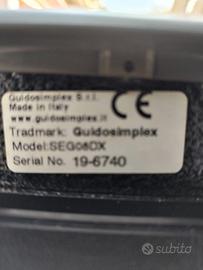 Guidosimplex S.r.l.
Made in Italy
www.guidosimplex.it
CE
Tradmark: Guidosimplex
Model:SEG08DX
Serial No. 19-6740
subito